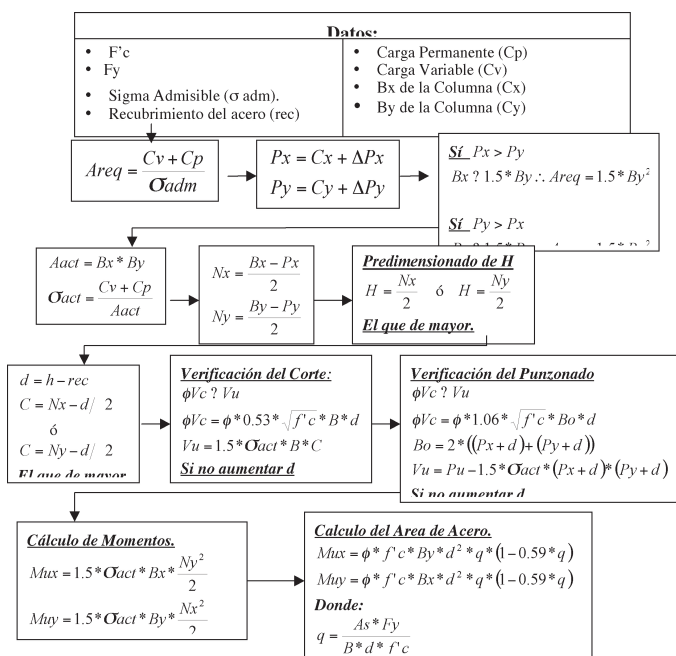 Datos:
• F'c
• Fy
• Sigma Admisible (σ adm).
• Recubrimiento del acero (rec)
• Carga Permanente (Cp)
• Carga Variable (Cv)
• Bx de la Columna (Cx)
• By de la Columna (Cy)
Areq = (Cv + Cp) / σadm
Px = Cx + ΔPx
Py = Cy + ΔPy
Sí Px > Py
Bx ? 1.5 * By ∴ Areq = 1.5 * By²
Sí Py > Px
Aact = Bx * By
σact = (Cv + Cp) / Aact
Nx = (Bx − Px) / 2
Ny = (By − Py) / 2
Predimensionado de H
H = Nx / 2 ó H = Ny / 2
El que de mayor.
d = h − rec
C = Nx − d / 2
ó
C = Ny − d / 2
El que de mayor
Verificación del Corte:
ϕVc ? Vu
ϕVc = ϕ * 0.53 * √f'c * B * d
Vu = 1.5 * σact * B * C
Si no aumentar d
Verificación del Punzonado
ϕVc ? Vu
ϕVc = ϕ * 1.06 * √f'c * Bo * d
Bo = 2 * ((Px + d) + (Py + d))
Vu = Pu − 1.5 * σact * (Px + d) * (Py + d)
Si no aumentar d
Cálculo de Momentos.
Mux = 1.5 * σact * Bx * Ny² / 2
Muy = 1.5 * σact * By * Nx² / 2
Calculo del Area de Acero.
Mux = ϕ * f'c * By * d² * q * (1 − 0.59 * q)
Muy = ϕ * f'c * Bx * d² * q * (1 − 0.59 * q)
Donde:
q = (As * Fy) / (B * d * f'c)